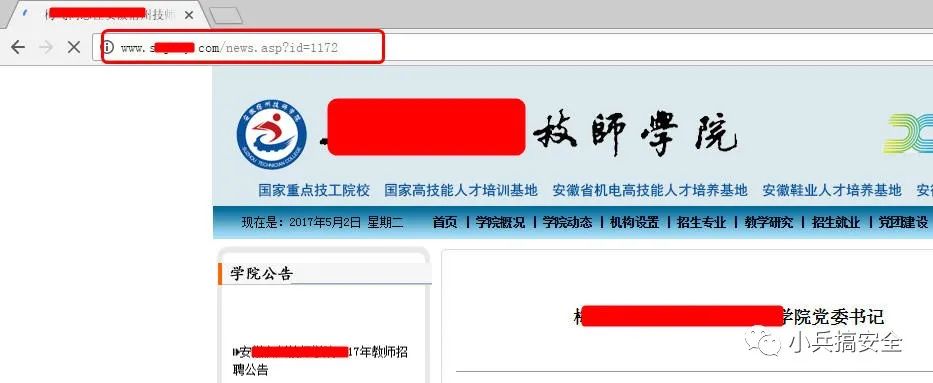 技师
www.s
.com/news.asp?id=1172
SUZHOU TECHNICIAN COLLEGE
技師學院
国家重点技工院校 国家高技能人才培训基地 安徽省机电高技能人才培养基地 安徽鞋业人才培养基地 安
现在是: 2017年5月2日 星期二 首页 | 学院概况 | 学院动态 | 机构设置 | 招生专业 | 教学研究 | 招生就业 | 党团建设
学院公告
学院党委书记
安 17年教师招
聘公告
小兵搞安全